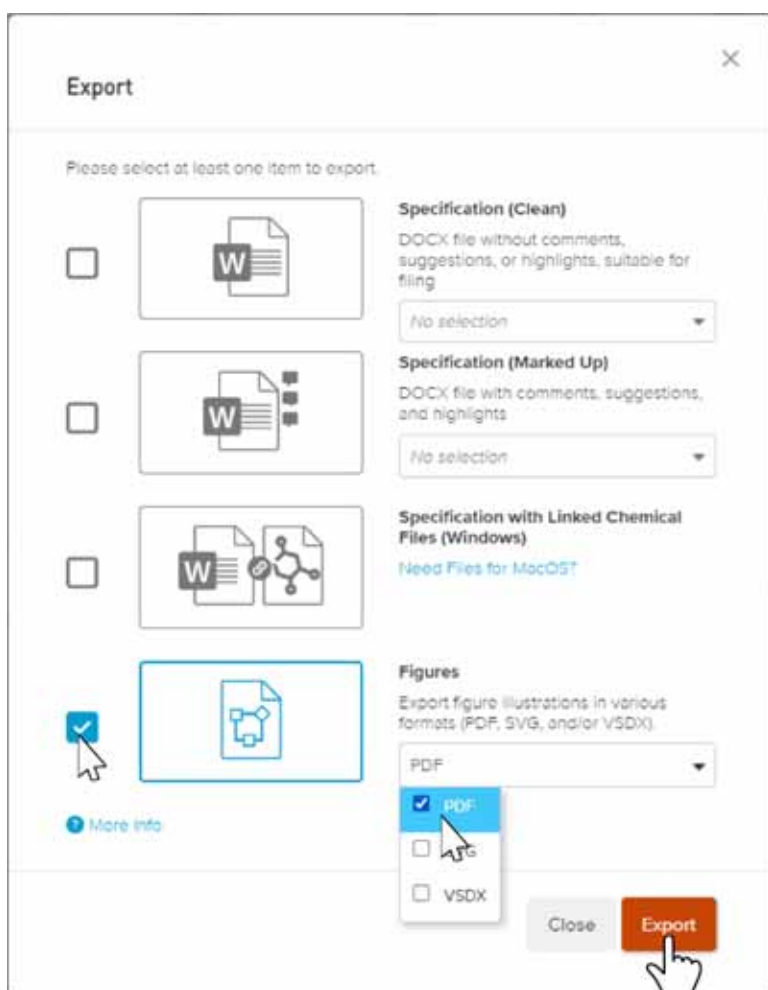 Export
Please select at least one item to export.
W
Specification (Clean)
DOCX file without comments,
suggestions, or highlights, suitable for
filing
No selection
W
Specification (Marked Up)
DOCX file with comments, suggestions,
and highlights
No selection
W
Specification with Linked Chemical
Files (Windows)
Need Files for MacOS?
Figures
Export figure illustrations in various
formats (PDF, SVG, and/or VSDX).
PDF
PDF
VSDX
? More Info
Close
Export